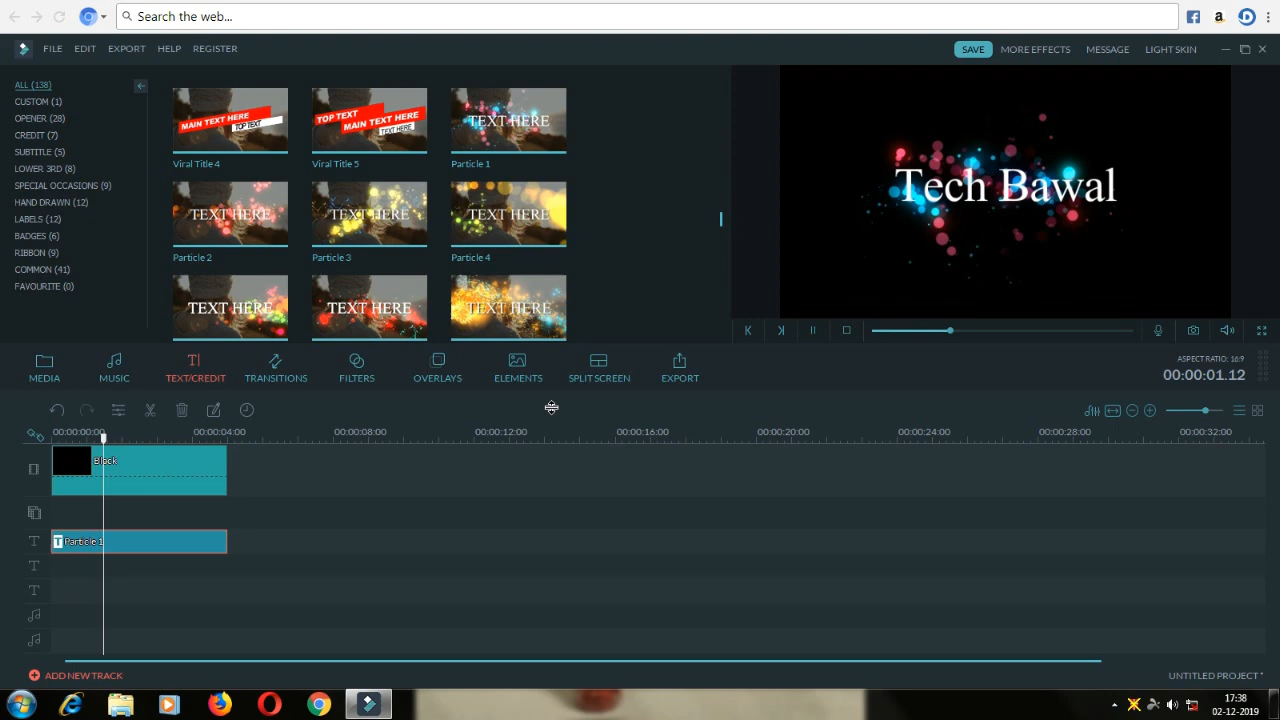 Search the web...
FILE EDIT EXPORT HELP REGISTER
SAVE MORE EFFECTS MESSAGE LIGHT SKIN
ALL (138)
CUSTOM (1)
OPENER (28)
CREDIT (7)
SUBTITLE (5)
LOWER 3RD (8)
SPECIAL OCCASIONS (9)
HAND DRAWN (12)
LABELS (12)
BADGES (6)
RIBBON (9)
COMMON (41)
FAVOURITE (0)
MAIN TEXT HERE
TOP TEXT
TOP TEXT
MAIN TEXT HERE
TEXT HERE
TEXT HERE
Viral Title 4 Viral Title 5 Particle 1
TEXT HERE TEXT HERE TEXT HERE
Particle 2 Particle 3 Particle 4
TEXT HERE TEXT HERE TEXT HERE
Tech Bawal
MEDIA MUSIC TEXT/CREDIT TRANSITIONS FILTERS OVERLAYS ELEMENTS SPLIT SCREEN EXPORT
ASPECT RATIO: 16:9
00:00:01.12
00:00:00:00 00:00:04:00 00:00:08:00 00:00:12:00 00:00:16:00 00:00:20:00 00:00:24:00 00:00:28:00 00:00:32:00
Black
T Particle 1
ADD NEW TRACK
UNTITLED PROJECT *
17:38
02-12-2019